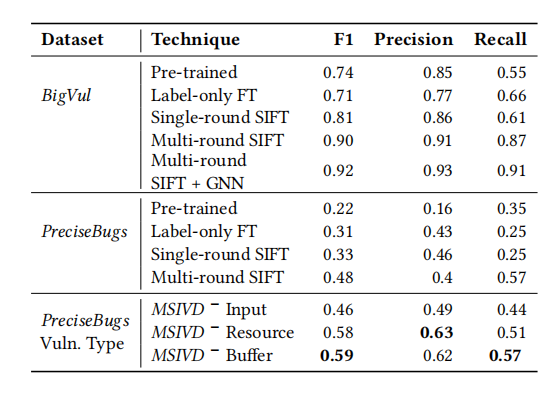 Dataset Technique F1 Precision Recall
Pre-trained 0.74 0.85 0.55
BigVul Label-only FT 0.71 0.77 0.66
Single-round SIFT 0.81 0.86 0.61
Multi-round SIFT 0.90 0.91 0.87
Multi-round
SIFT + GNN 0.92 0.93 0.91
Pre-trained 0.22 0.16 0.35
PreciseBugs Label-only FT 0.31 0.43 0.25
Single-round SIFT 0.33 0.46 0.25
Multi-round SIFT 0.48 0.4 0.57
PreciseBugs MSIVD ⁻ Input 0.46 0.49 0.44
Vuln. Type MSIVD ⁻ Resource 0.58 0.63 0.51
MSIVD ⁻ Buffer 0.59 0.62 0.57